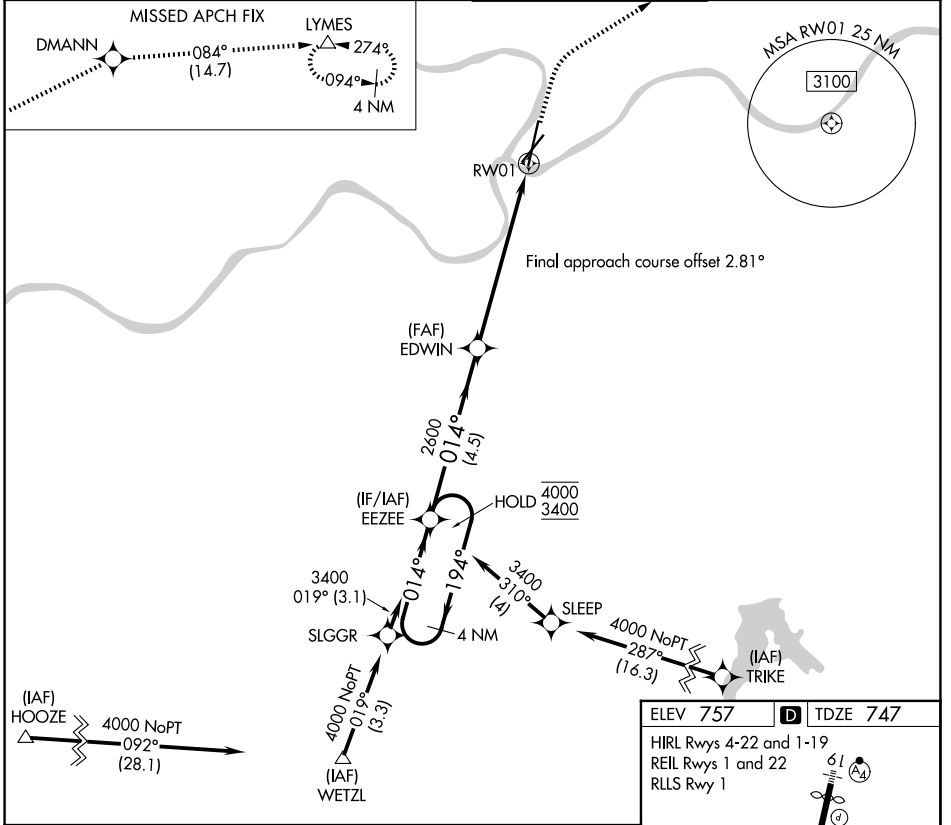 MISSED APCH FIX
DMANN
084°
(14.7)
LYMES
274°
094°
4 NM
MSA RW01 25 NM
3100
RW01
Final approach course offset 2.81°
(FAF)
EDWIN
2600
014°
(4.5)
(IF/IAF)
EEZEE
HOLD
4000
3400
014°
194°
3400
019° (3.1)
3400
310°
(4)
SLEEP
SLGGR
4 NM
4000 NoPT
287°
(16.3)
(IAF)
TRIKE
(IAF)
HOOZE
4000 NoPT
092°
(28.1)
4000 NoPT
019°
(3.3)
(IAF)
WETZL
ELEV 757
D
TDZE 747
HIRL Rwys 4-22 and 1-19
REIL Rwys 1 and 22
RLLS Rwy 1
19
A4
P